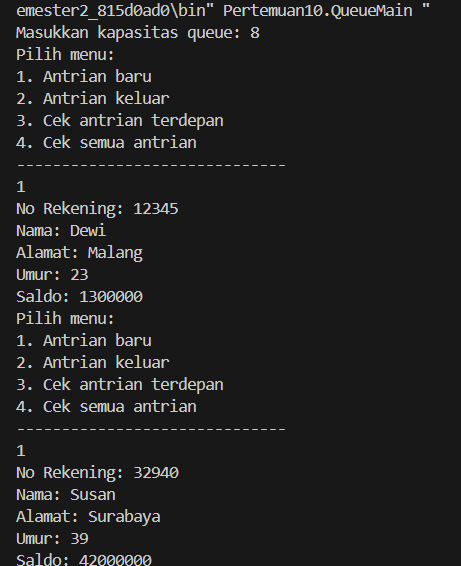 emester2_815d0ad0\bin" Pertemuan10.QueueMain "
Masukkan kapasitas queue: 8
Pilih menu:
1. Antrian baru
2. Antrian keluar
3. Cek antrian terdepan
4. Cek semua antrian
------------------------------
1
No Rekening: 12345
Nama: Dewi
Alamat: Malang
Umur: 23
Saldo: 1300000
Pilih menu:
1. Antrian baru
2. Antrian keluar
3. Cek antrian terdepan
4. Cek semua antrian
------------------------------
1
No Rekening: 32940
Nama: Susan
Alamat: Surabaya
Umur: 39
Saldo: 42000000